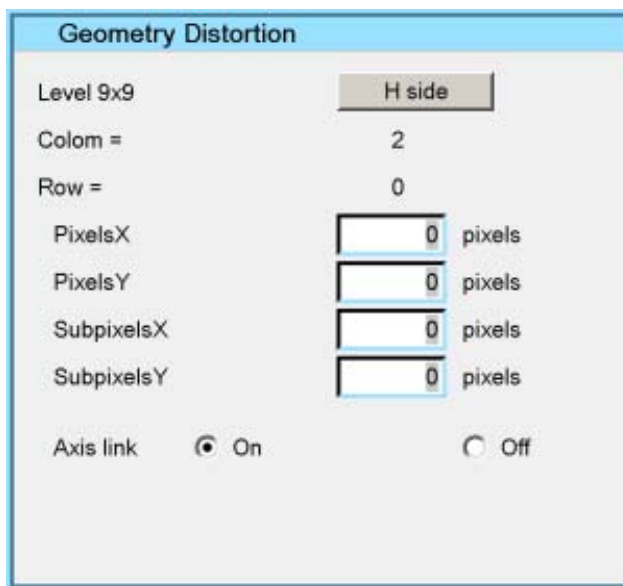 Geometry Distortion
Level 9x9 H side
Colom = 2
Row = 0
PixelsX 0 pixels
PixelsY 0 pixels
SubpixelsX 0 pixels
SubpixelsY 0 pixels
Axis link On Off